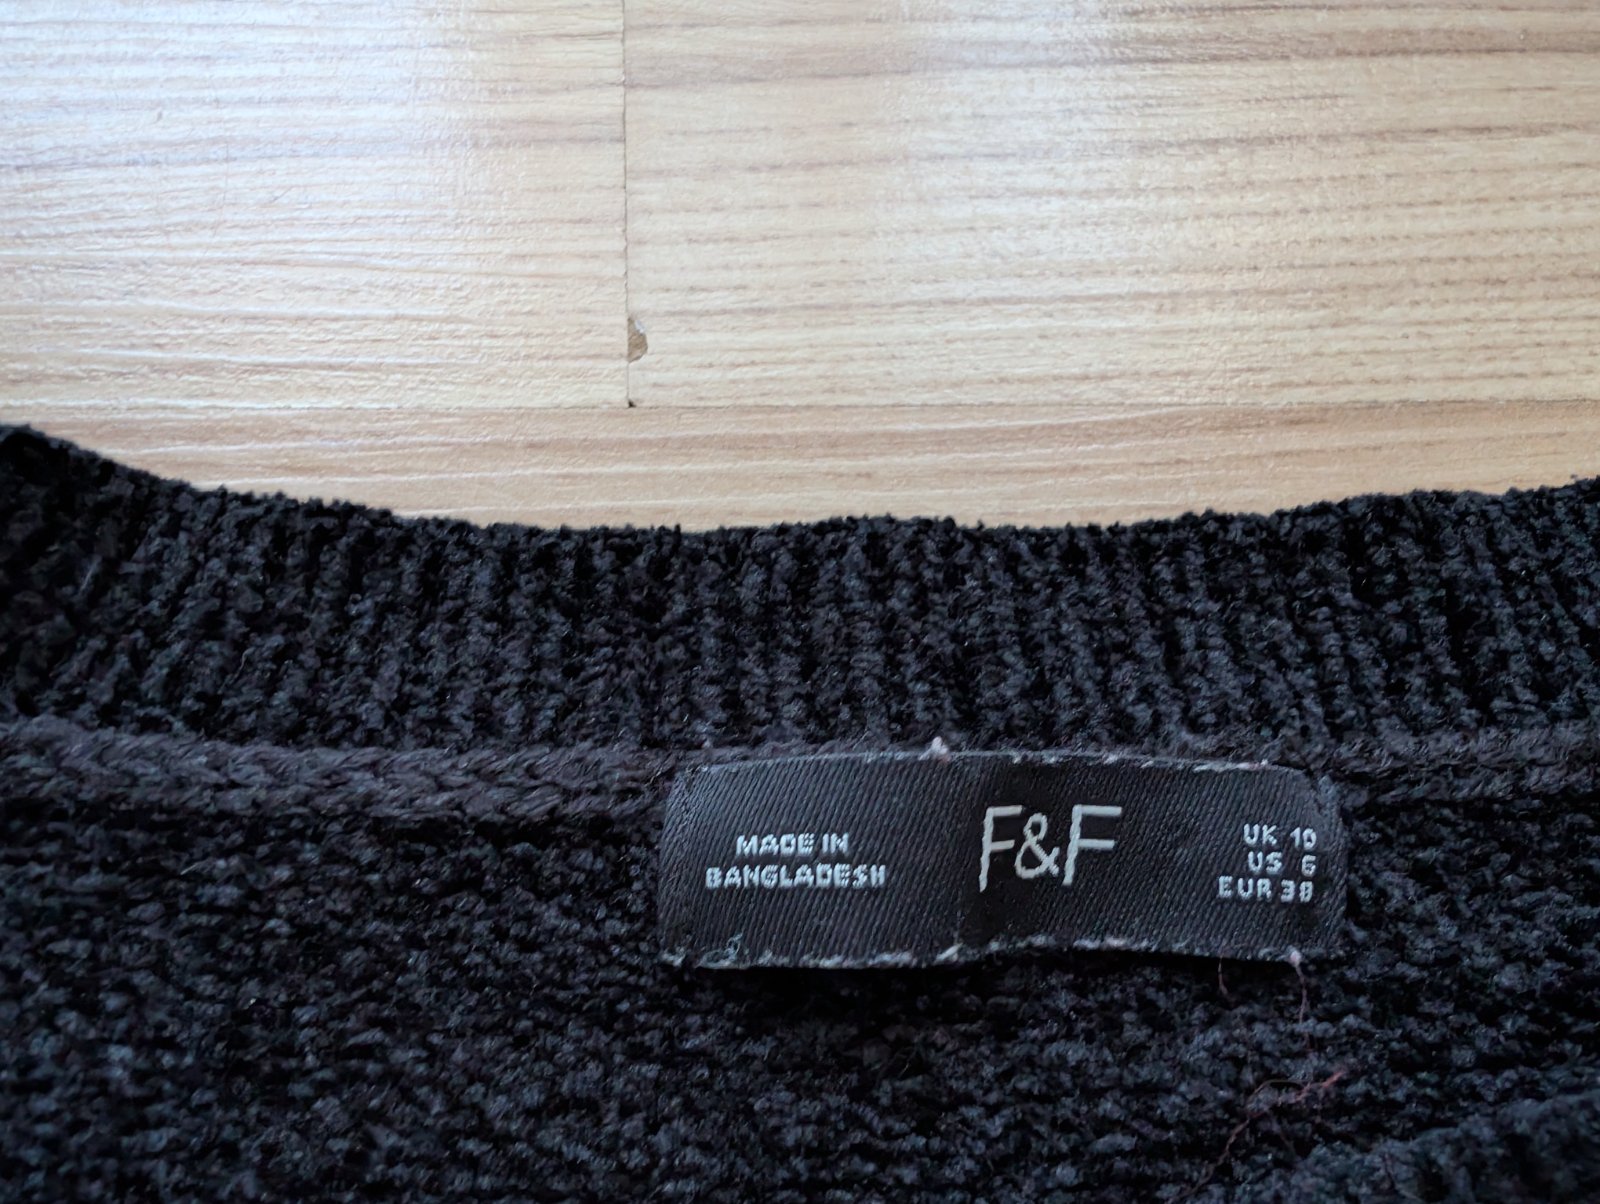 MADE IN
BANGLADESH
F&F
UK 10
US 6
EUR 38